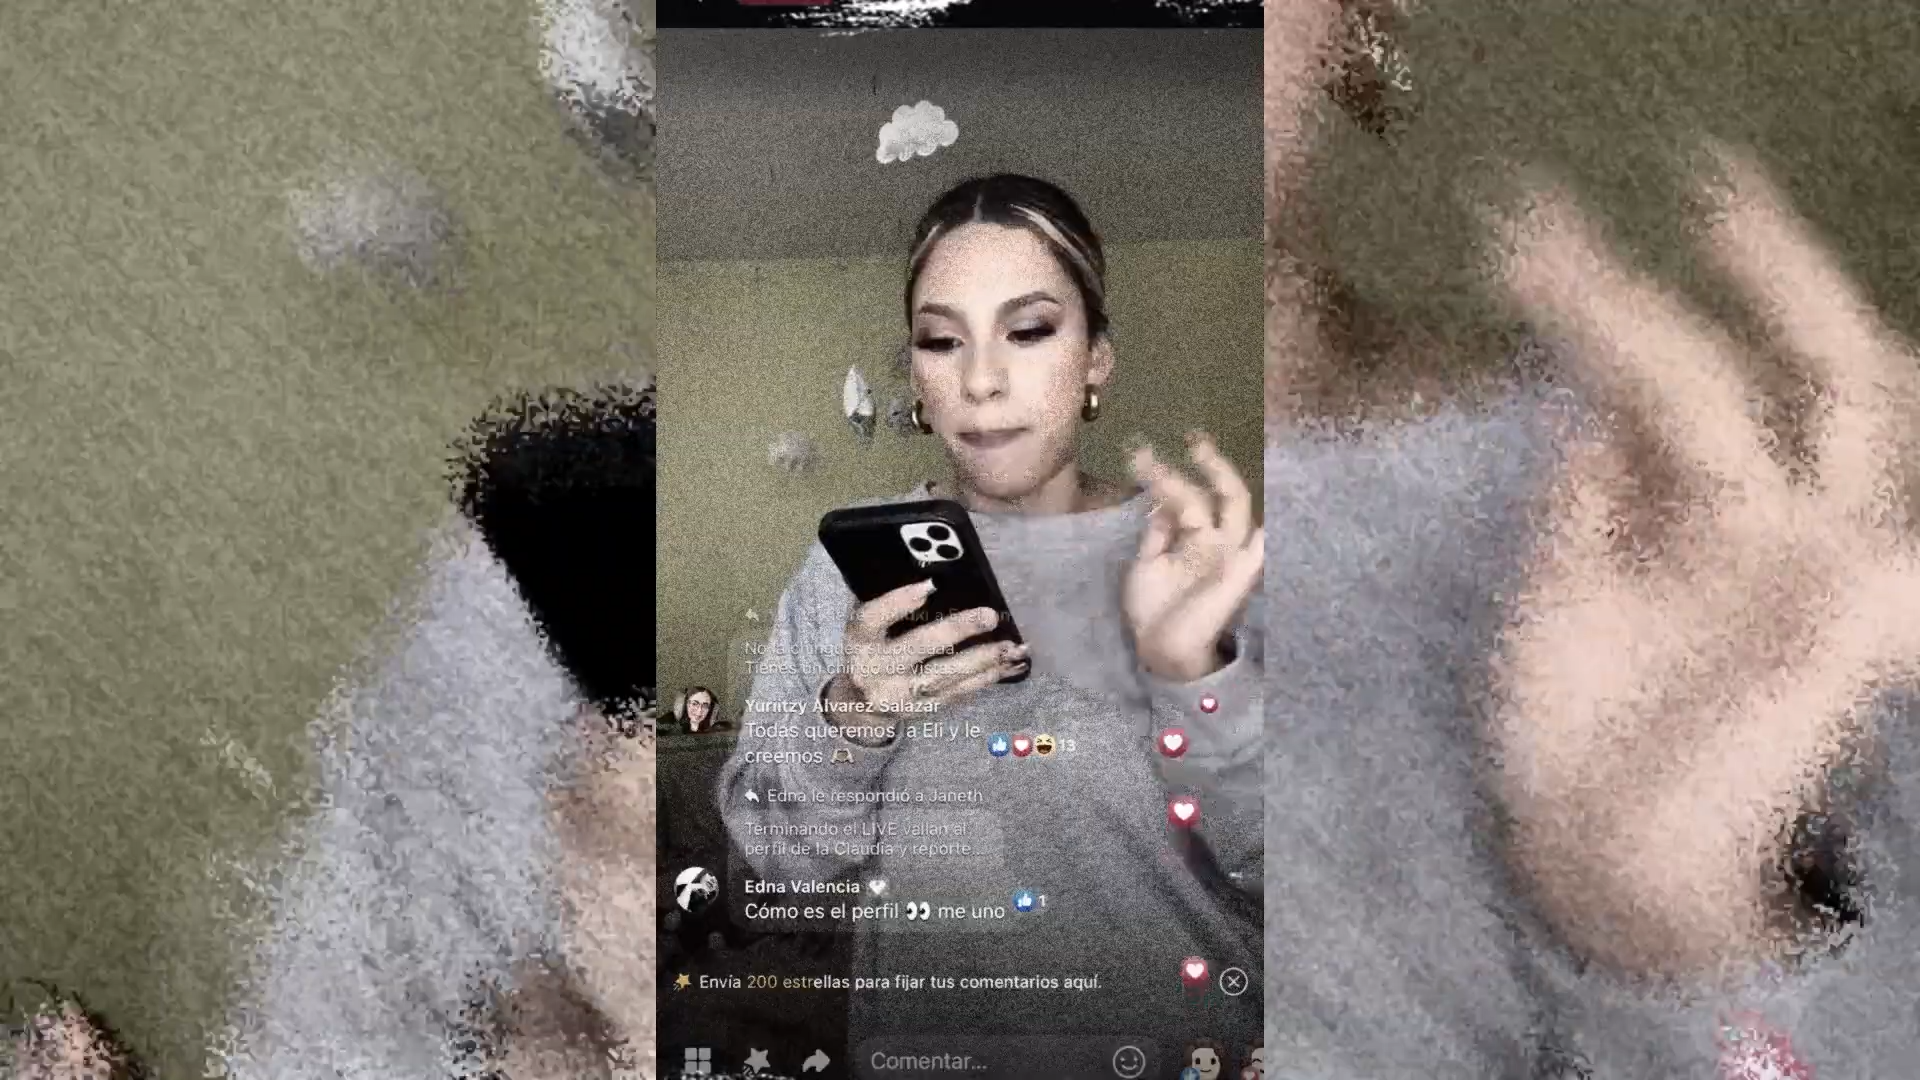 No la chingues
Tienes un chingo de vistas...
Yuriitzy Alvarez Salazar
Todas queremos a Eli y le
creemos 🫶🏼
13
Edna le respondió a Janeth
Terminando el LIVE vallan al
perfil de la Claudia y reporte...
Edna Valencia
Cómo es el perfil 👀 me uno
1
Envía 200 estrellas para fijar tus comentarios aquí.
Comentar...